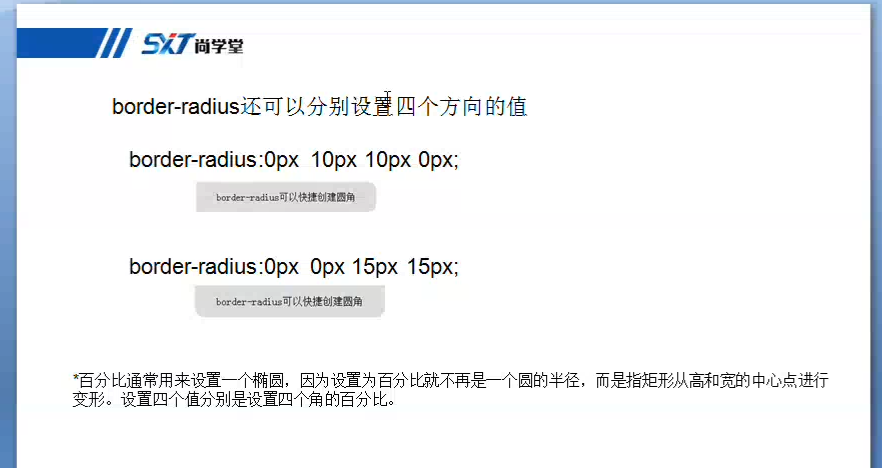 SXT尚学堂
border-radius还可以分别设置四个方向的值
border-radius:0px 10px 10px 0px;
border-radius可以快捷创建圆角
border-radius:0px 0px 15px 15px;
border-radius可以快捷创建圆角
*百分比通常用来设置一个椭圆，因为设置为百分比就不再是一个圆的半径，而是指矩形从高和宽的中心点进行
变形。设置四个值分别是设置四个角的百分比。